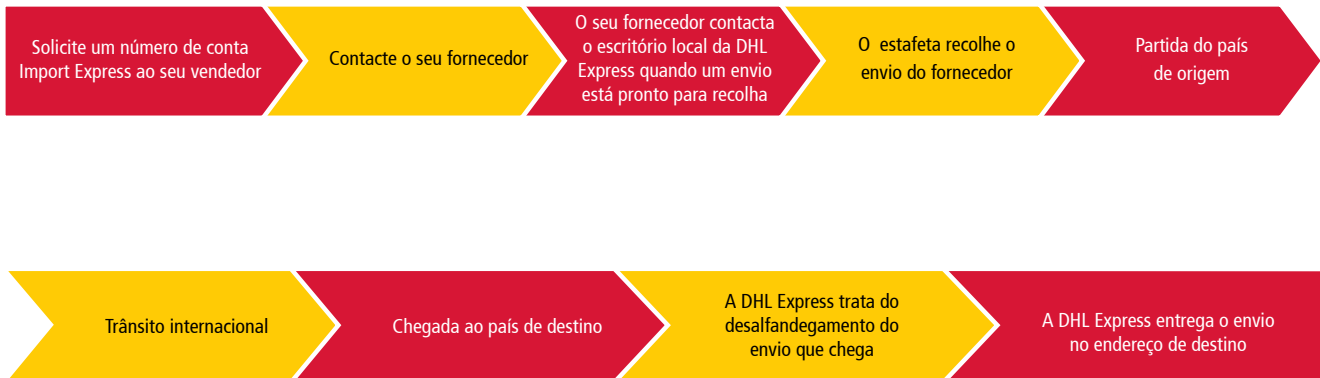 Solicite um número de conta
Import Express ao seu vendedor
Contacte o seu fornecedor
O seu fornecedor contacta
o escritório local da DHL
Express quando um envio
está pronto para recolha
O estafeta recolhe o
envio do fornecedor
Partida do país
de origem
Trânsito internacional
Chegada ao país de destino
A DHL Express trata do
desalfandegamento do
envio que chega
A DHL Express entrega o envio
no endereço de destino